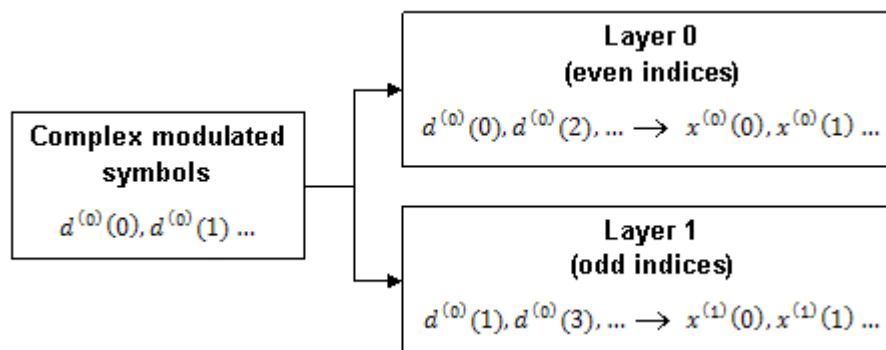 Complex modulated
symbols
d⁽⁰⁾(0), d⁽⁰⁾(1) ...
Layer 0
(even indices)
d⁽⁰⁾(0), d⁽⁰⁾(2), ... → x⁽⁰⁾(0), x⁽⁰⁾(1) ...
Layer 1
(odd indices)
d⁽⁰⁾(1), d⁽⁰⁾(3), ... → x⁽¹⁾(0), x⁽¹⁾(1) ...